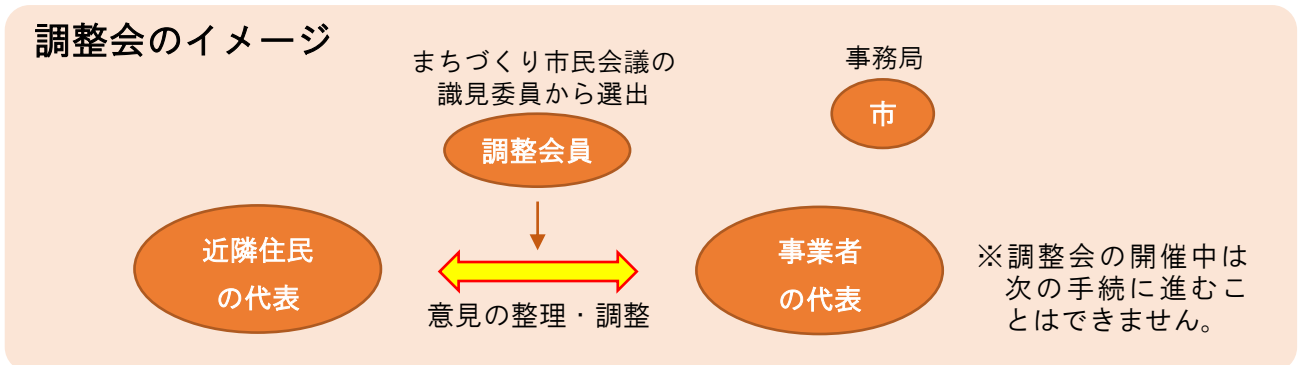 調整会のイメージ
まちづくり市民会議の
識見委員から選出
調整会員
事務局
市
近隣住民
の代表
意見の整理・調整
事業者
の代表
※調整会の開催中は
次の手続に進むこ
とはできません。